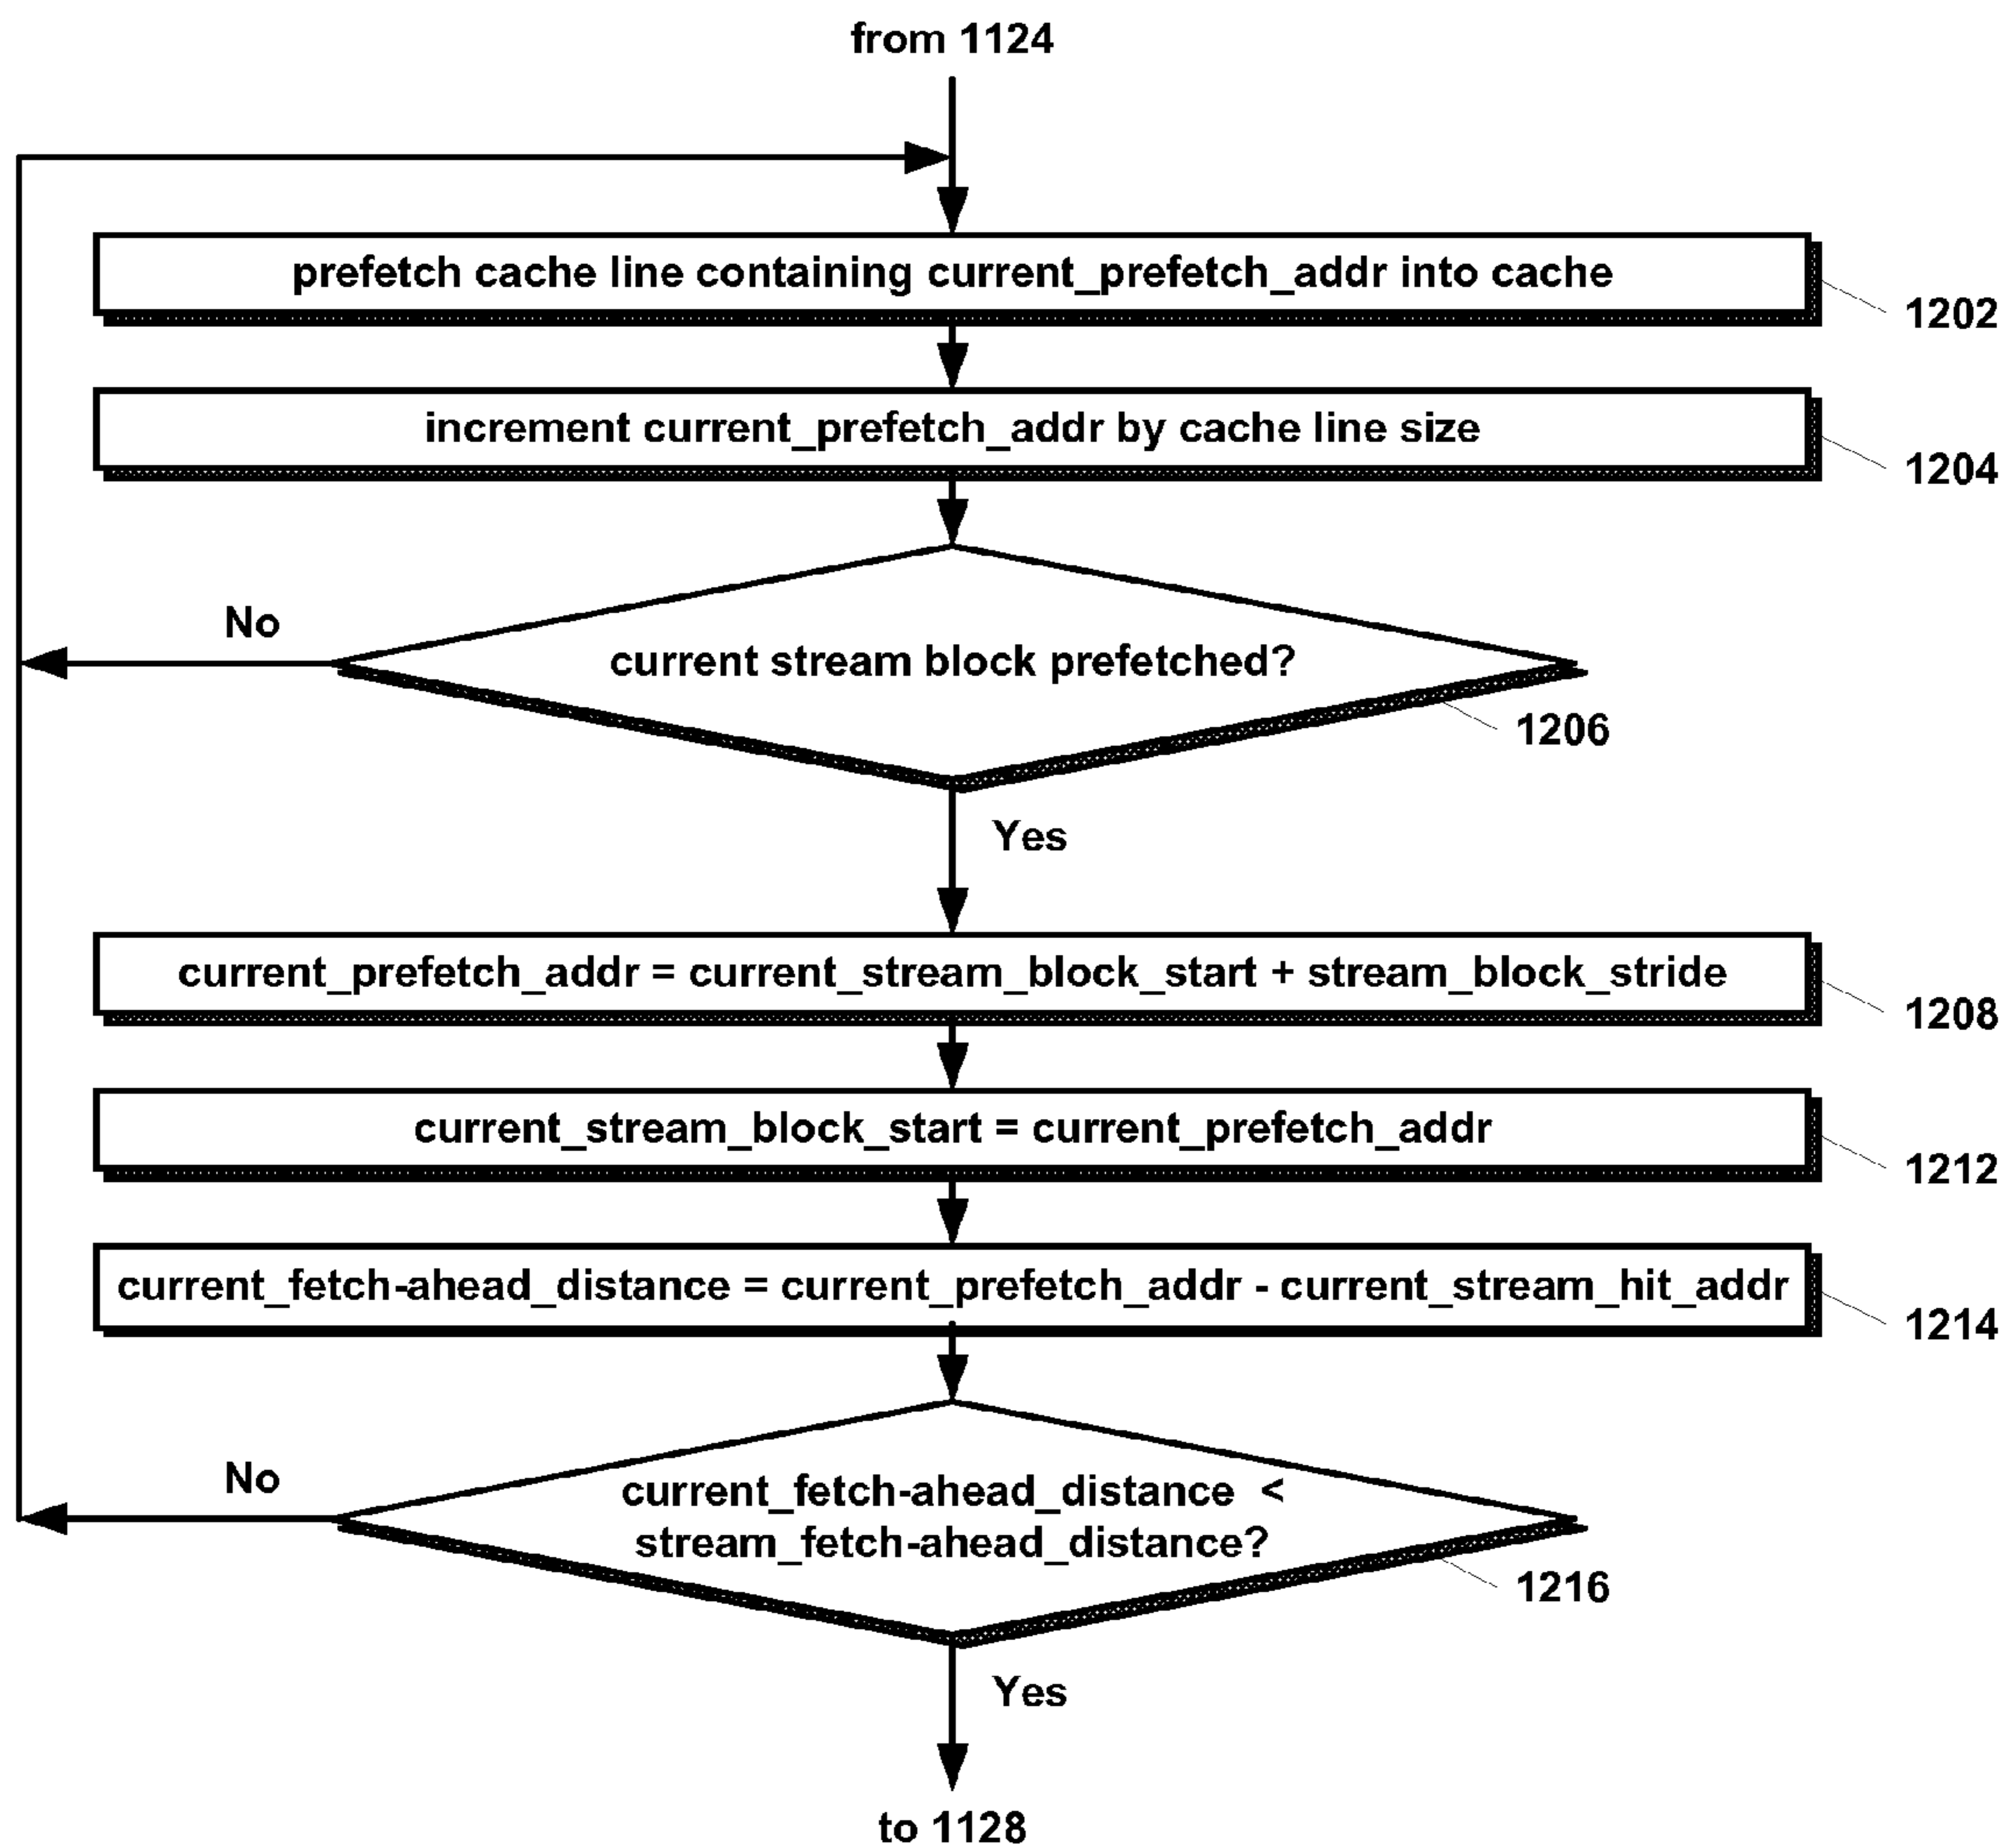 from 1124
prefetch cache line containing current_prefetch_addr into cache
1202
increment current_prefetch_addr by cache line size
1204
No
current stream block prefetched?
1206
Yes
current_prefetch_addr = current_stream_block_start + stream_block_stride
1208
current_stream_block_start = current_prefetch_addr
1212
current_fetch-ahead_distance = current_prefetch_addr - current_stream_hit_addr
1214
No
current_fetch-ahead_distance <
stream_fetch-ahead_distance?
1216
Yes
to 1128